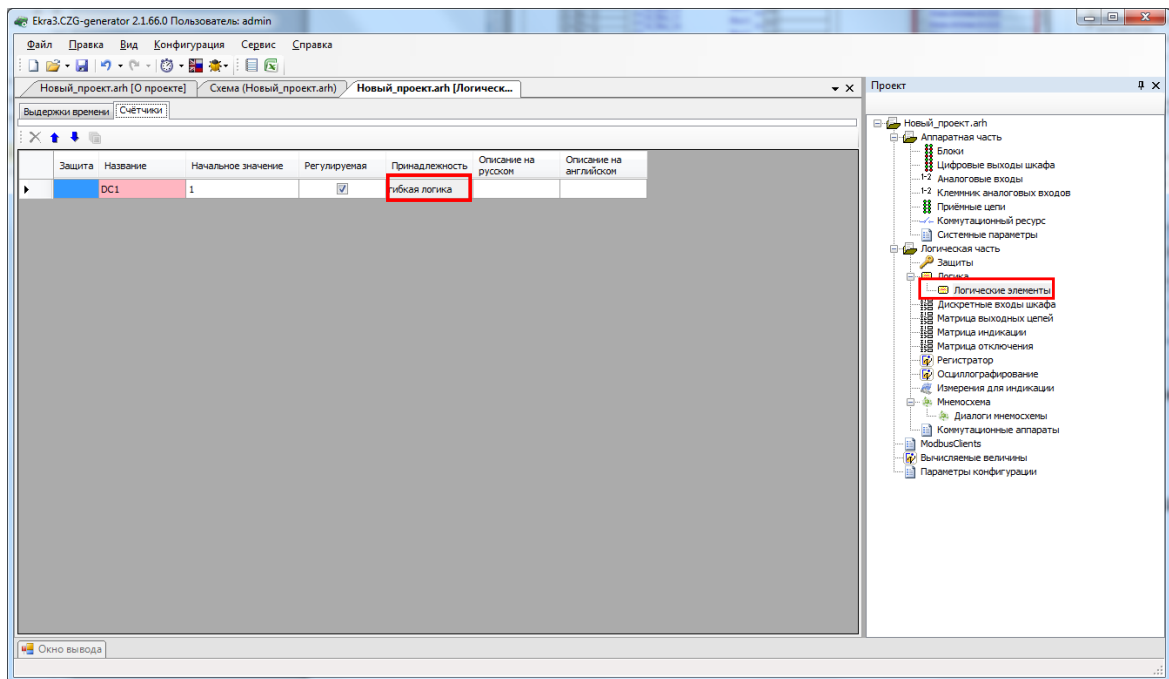 Ekra3.CZG-generator 2.1.66.0 Пользователь: admin
Файл Правка Вид Конфигурация Сервис Справка
Новый_проект.arh [О проекте] Схема (Новый_проект.arh) Новый_проект.arh [Логическ...
Проект
Выдержки времени Счётчики
Защита Название Начальное значение Регулируемая Принадлежность Описание на русском Описание на английском
DC1 1 гибкая логика
Новый_проект.arh
Аппаратная часть
Блоки
Цифровые выходы шкафа
1-2 Аналоговые входы
1-2 Клеммник аналоговых входов
Приёмные цепи
Коммутационный ресурс
Системные параметры
Логическая часть
Защиты
Логика
Логические элементы
Дискретные входы шкафа
Матрица выходных цепей
Матрица индикации
Матрица отключения
Регистратор
Осциллографирование
Измерения для индикации
Мнемосхема
Диалоги мнемосхемы
Коммутационные аппараты
ModbusClients
Вычисляемые величины
Параметры конфигурации
Окно вывода